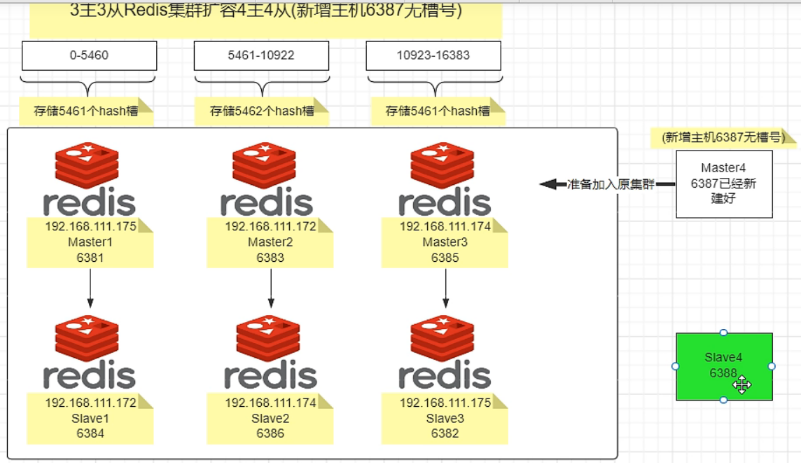 3主3从Redis集群扩容4主4从(新增主机6387无槽号)
0-5460
5461-10922
10923-16383
存储5461个hash槽
存储5462个hash槽
存储5461个hash槽
(新增主机6387无槽号)
Master4
6387已经新
建好
准备加入原集群
redis
redis
redis
192.168.111.175
Master1
6381
192.168.111.172
Master2
6383
192.168.111.174
Master3
6385
redis
redis
redis
192.168.111.172
Slave1
6384
192.168.111.174
Slave2
6386
192.168.111.175
Slave3
6382
Slave4
6388